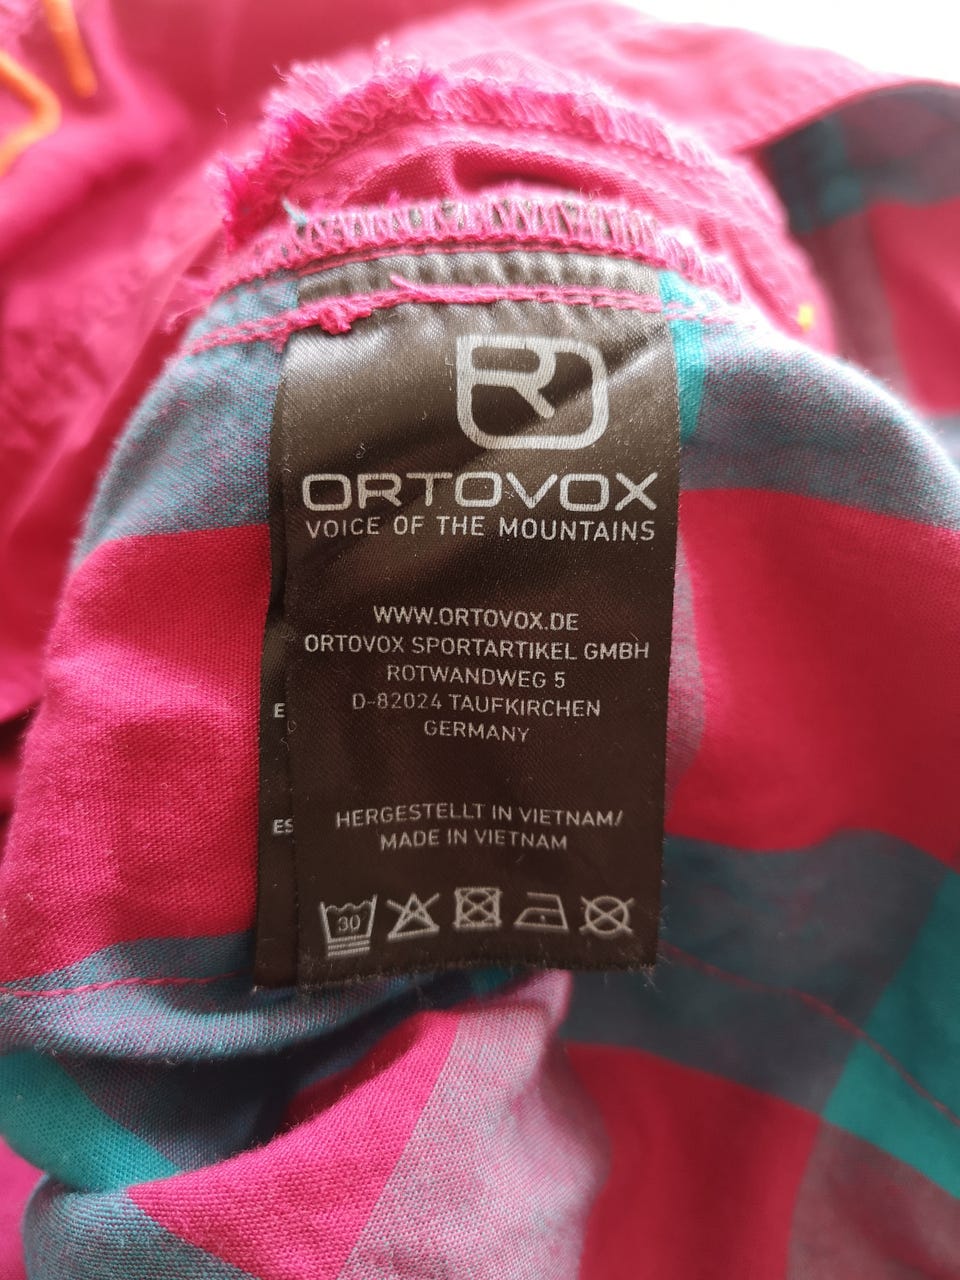 ORTOVOX
VOICE OF THE MOUNTAINS
WWW.ORTOVOX.DE
ORTOVOX SPORTARTIKEL GMBH
ROTWANDWEG 5
D-82024 TAUFKIRCHEN
GERMANY
E
HERGESTELLT IN VIETNAM/
ES
MADE IN VIETNAM
30